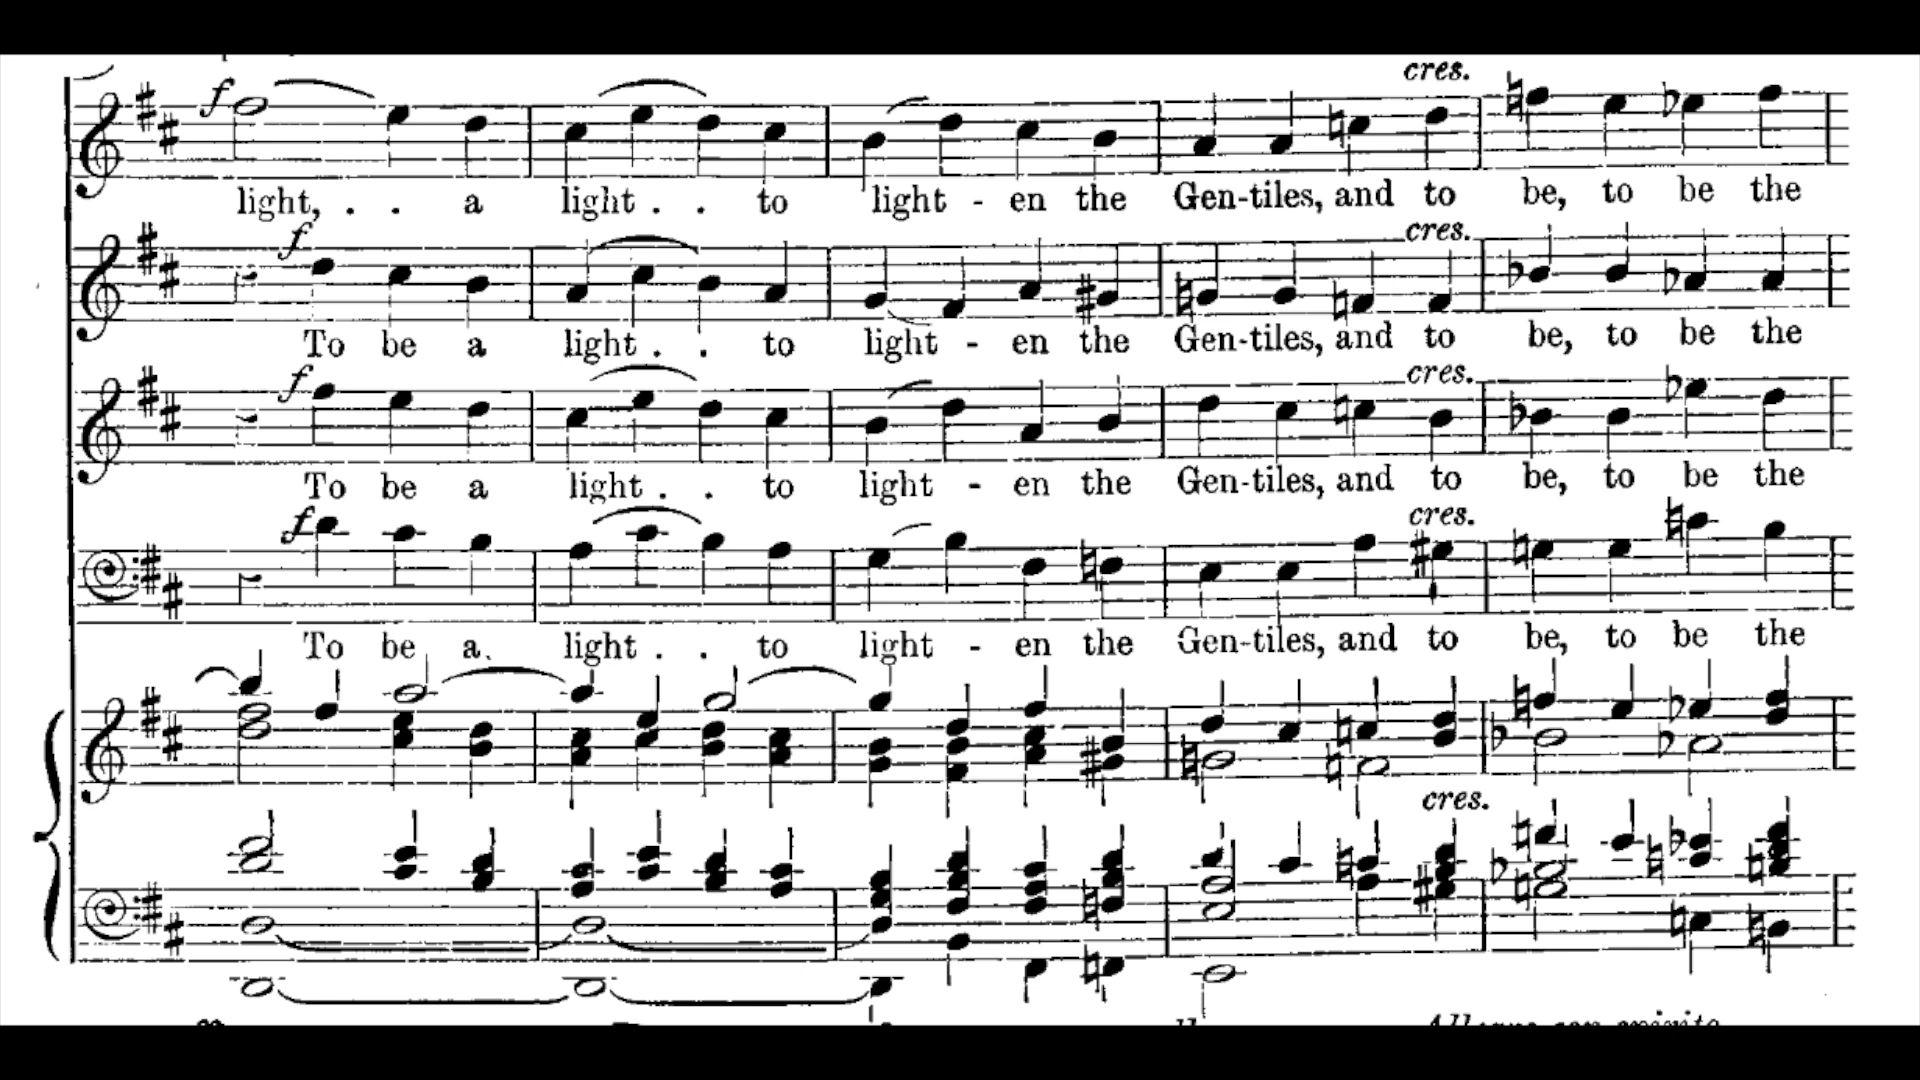 cres.
f
light, . . a light . . to light - en the Gen-tiles, and to be, to be the
f cres.
To be a light . . to light - en the Gen-tiles, and to be, to be the
f cres.
To be a light . . to light - en the Gen-tiles, and to be, to be the
f cres.
To be a. light . . to light - en the Gen-tiles, and to be, to be the
cres.